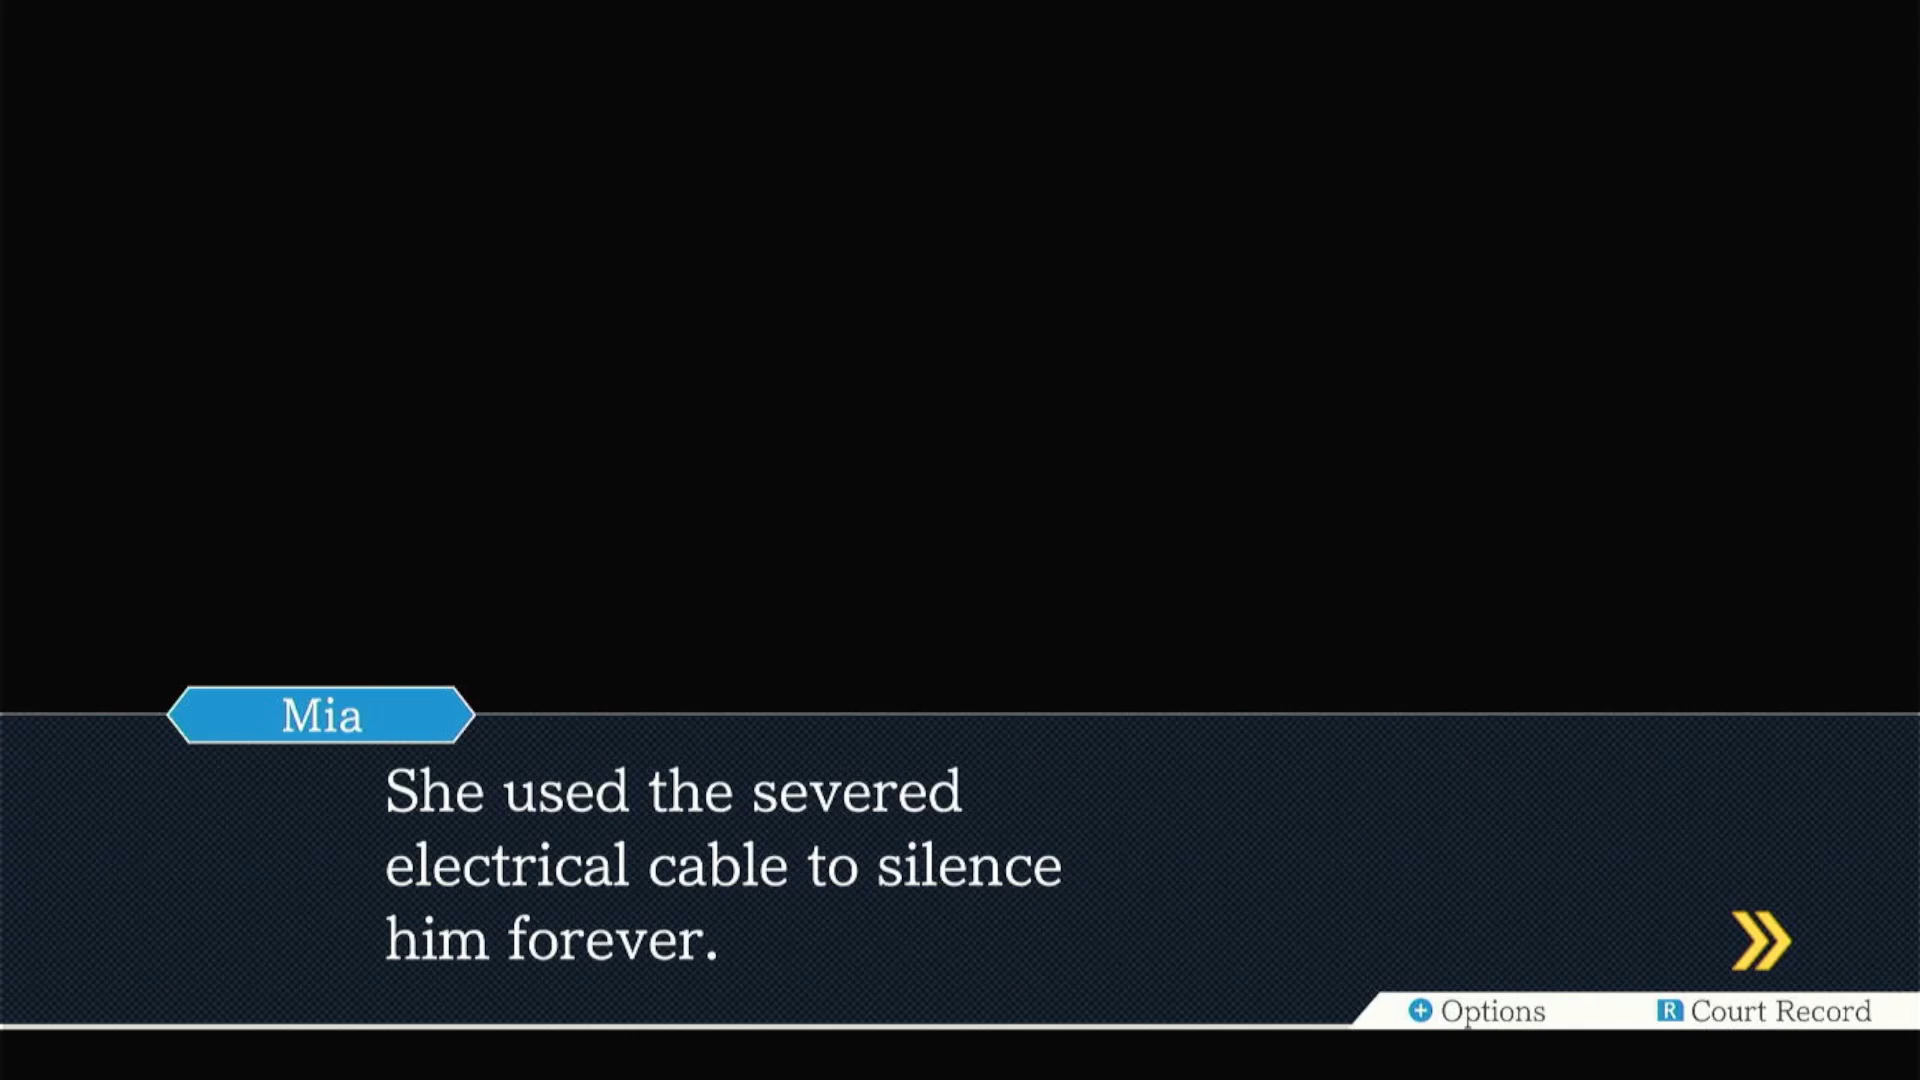 Mia
She used the severed
electrical cable to silence
him forever.
+ Options
R Court Record